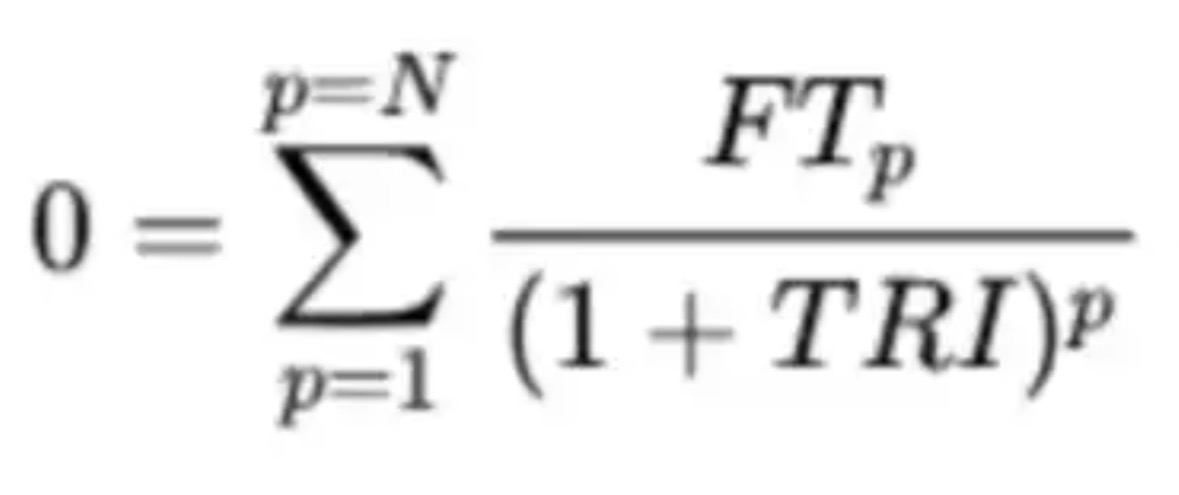 0 = \sum_{p=1}^{p=N} \frac{FT_p}{(1 + TRI)^p}